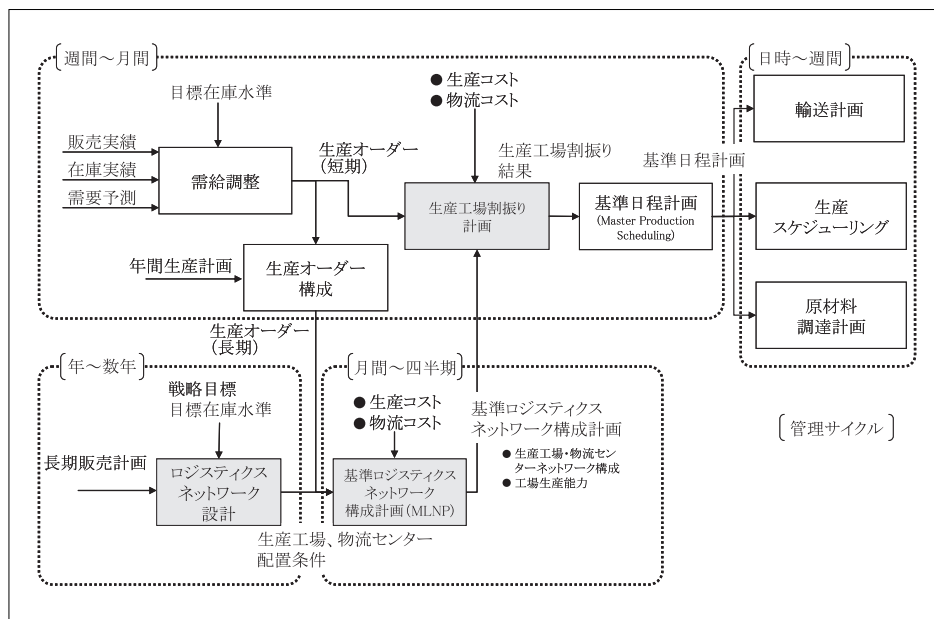 〔週間～月間〕
目標在庫水準
販売実績
在庫実績
需要予測
需給調整
生産オーダー
（短期）
● 生産コスト
● 物流コスト
生産工場割振り
計画
生産工場割振り
結果
基準日程計画
(Master Production
Scheduling)
基準日程計画
年間生産計画
生産オーダー
構成
生産オーダー
（長期）
〔日時～週間〕
輸送計画
生産
スケジューリング
原材料
調達計画
〔年～数年〕
戦略目標
目標在庫水準
長期販売計画
ロジスティクス
ネットワーク
設計
生産工場、物流センター
配置条件
〔月間～四半期〕
● 生産コスト
● 物流コスト
基準ロジスティクス
ネットワーク
構成計画(MLNP)
基準ロジスティクス
ネットワーク構成計画
● 生産工場・物流セン
ターネットワーク構成
● 工場生産能力
〔管理サイクル〕